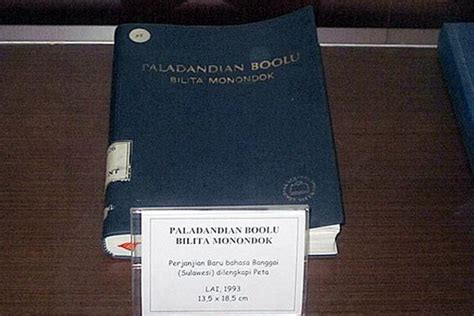 PALADANDIAN BOOLU
BILITA MONONDOK
PALADANDIAN BOOLU
BILITA MONONDOK
Perjanjian Baru bahasa Banggai
(Sulawesi) dilengkapi Peta
LAI, 1993
13,5 x 18,5 cm